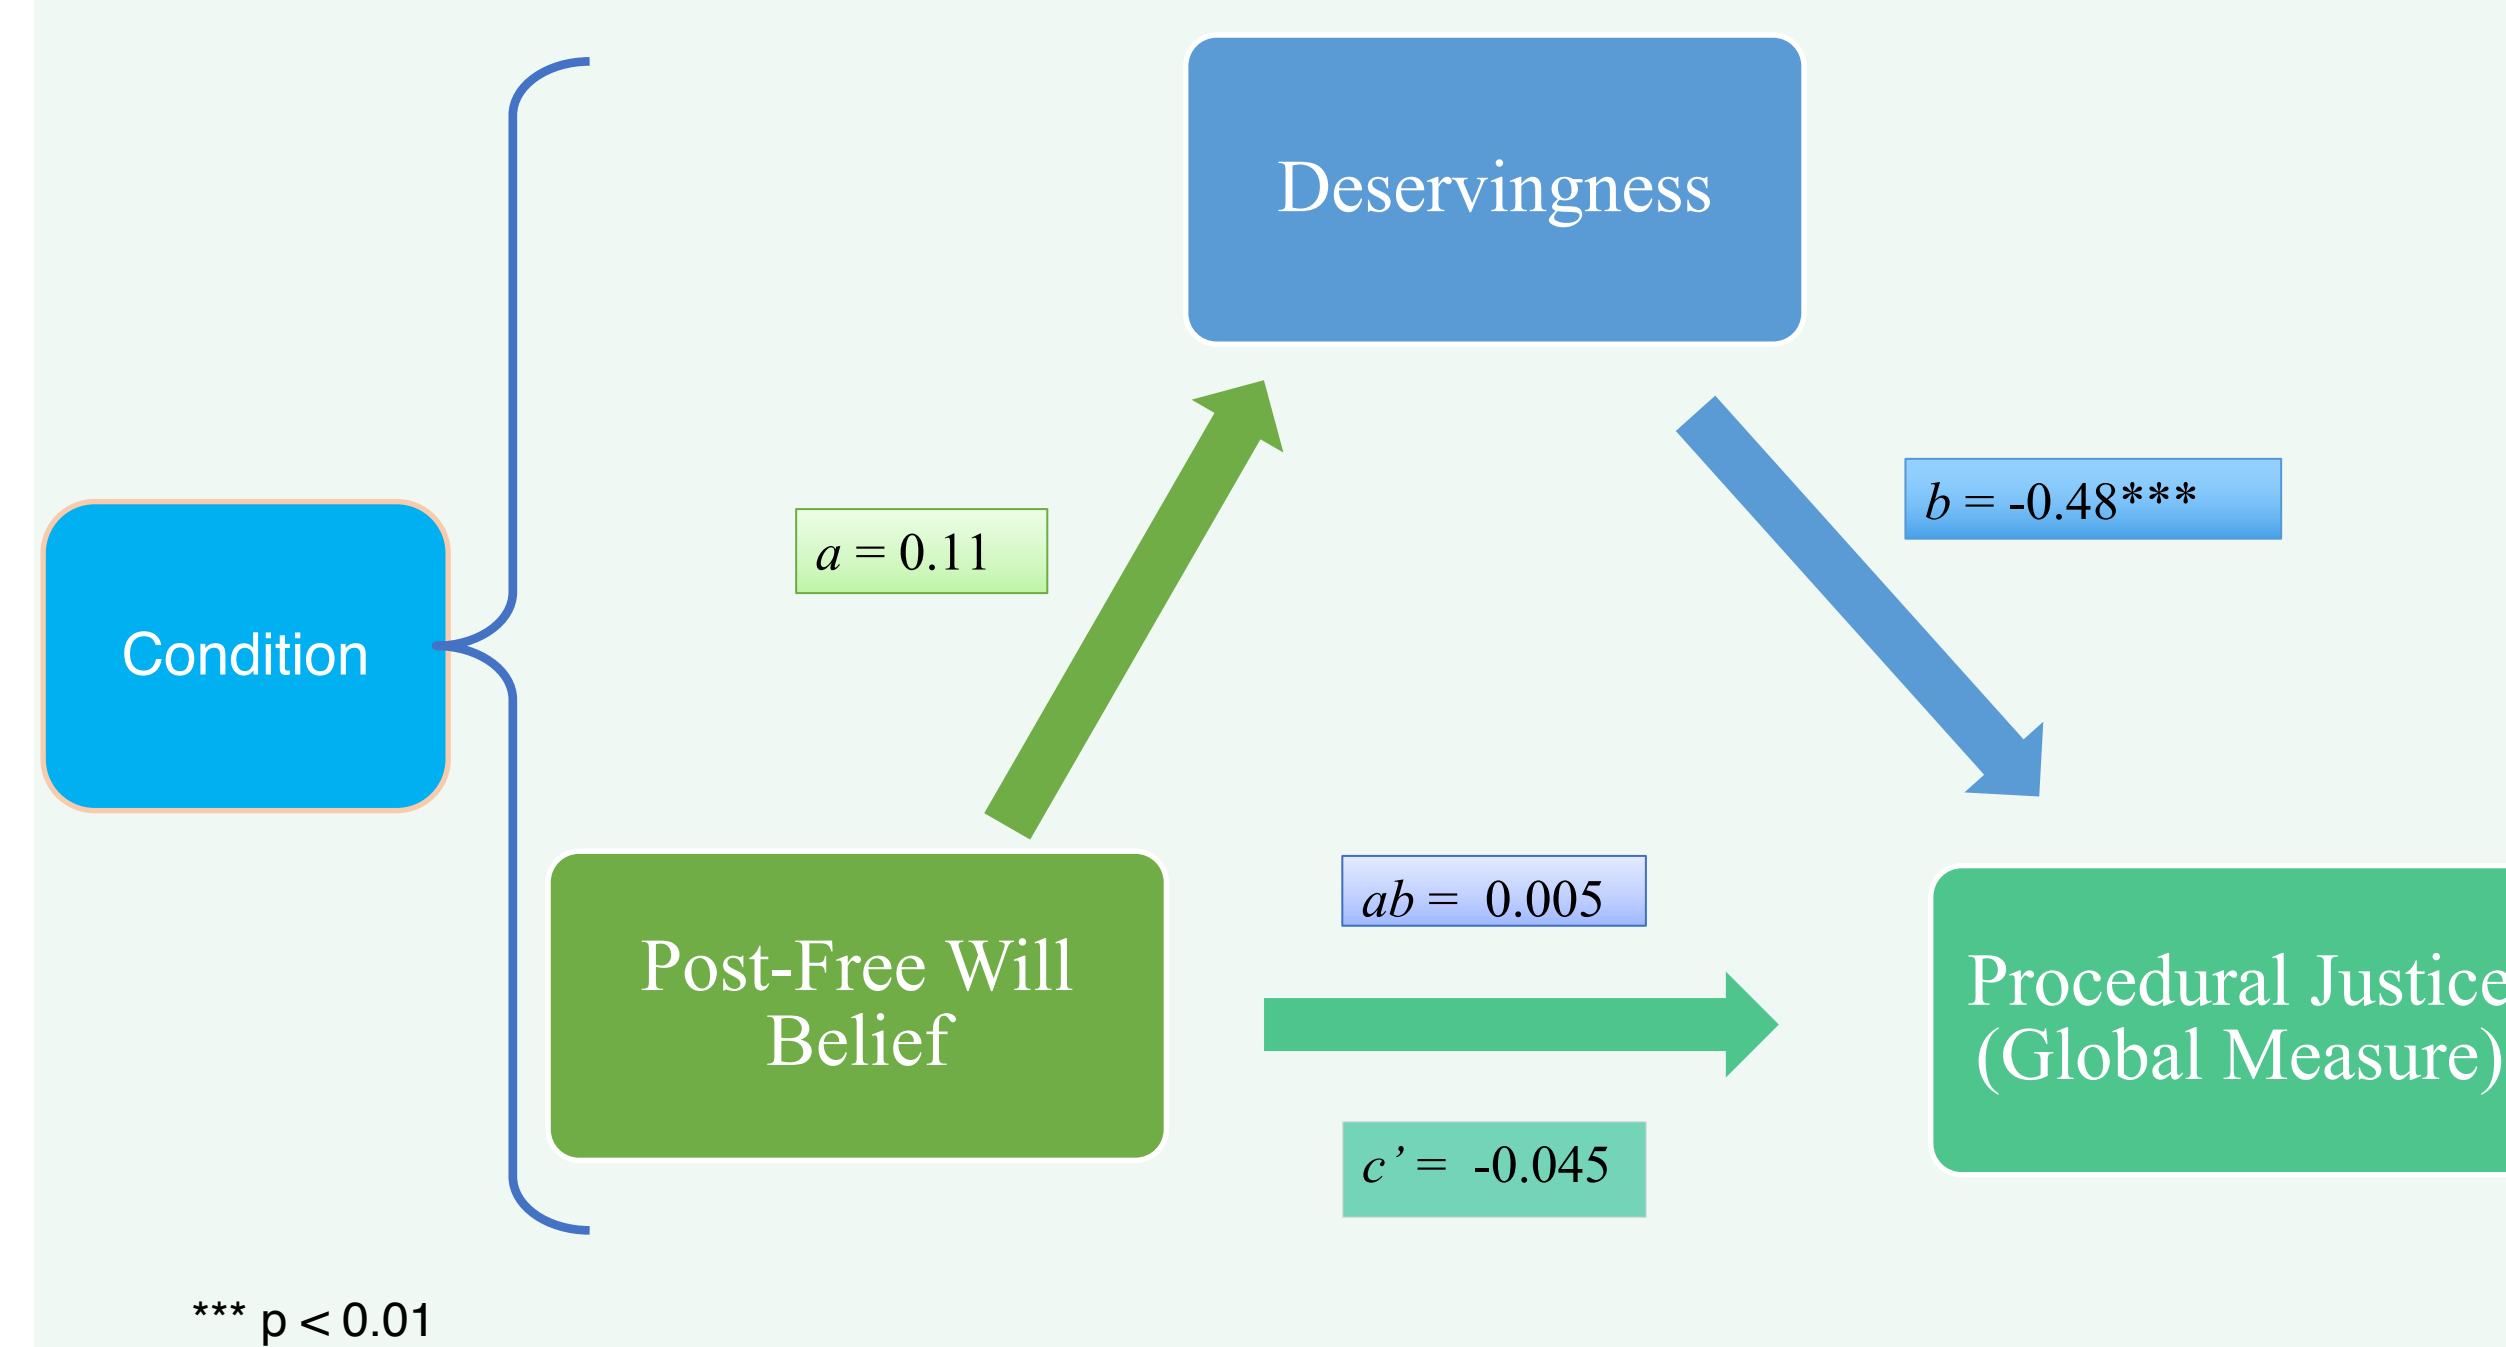 Deservingness
b = -0.48***
a = 0.11
Condition
ab = 0.005
Post-Free Will
Belief
Procedural Justice
(Global Measure)
c’ = -0.045
*** p < 0.01